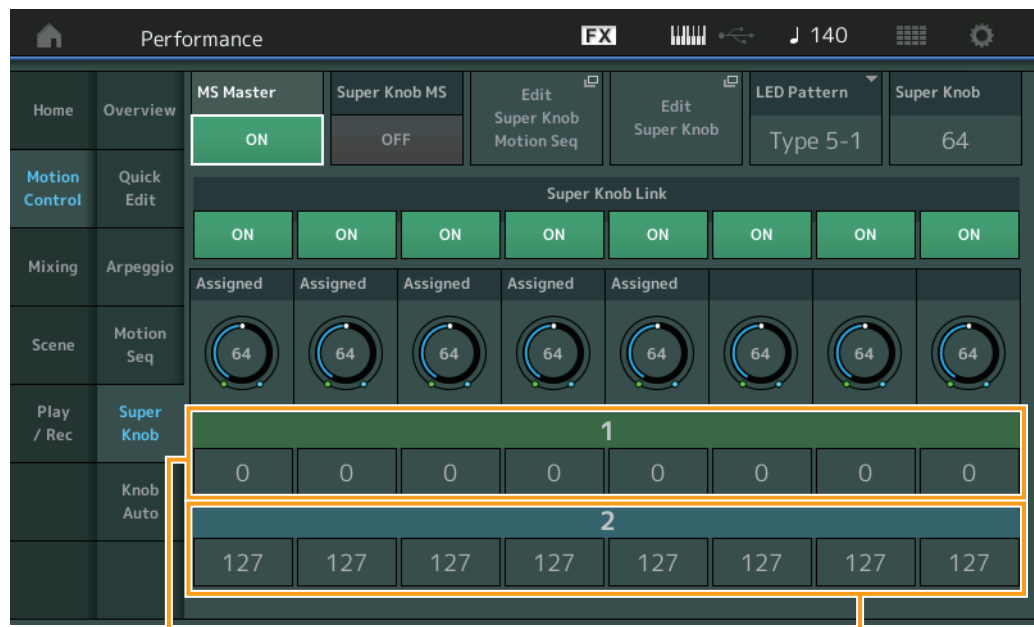 Performance
FX
♩ 140
Home
Overview
Motion
Control
Quick
Edit
Mixing
Arpeggio
Scene
Motion
Seq
Play
/ Rec
Super
Knob
Knob
Auto
MS Master
ON
Super Knob MS
OFF
Edit
Super Knob
Motion Seq
Edit
Super Knob
LED Pattern
Type 5-1
Super Knob
64
Super Knob Link
ON ON ON ON ON ON ON ON
Assigned Assigned Assigned Assigned Assigned
64 64 64 64 64 64 64 64
1
0 0 0 0 0 0 0 0
2
127 127 127 127 127 127 127 127